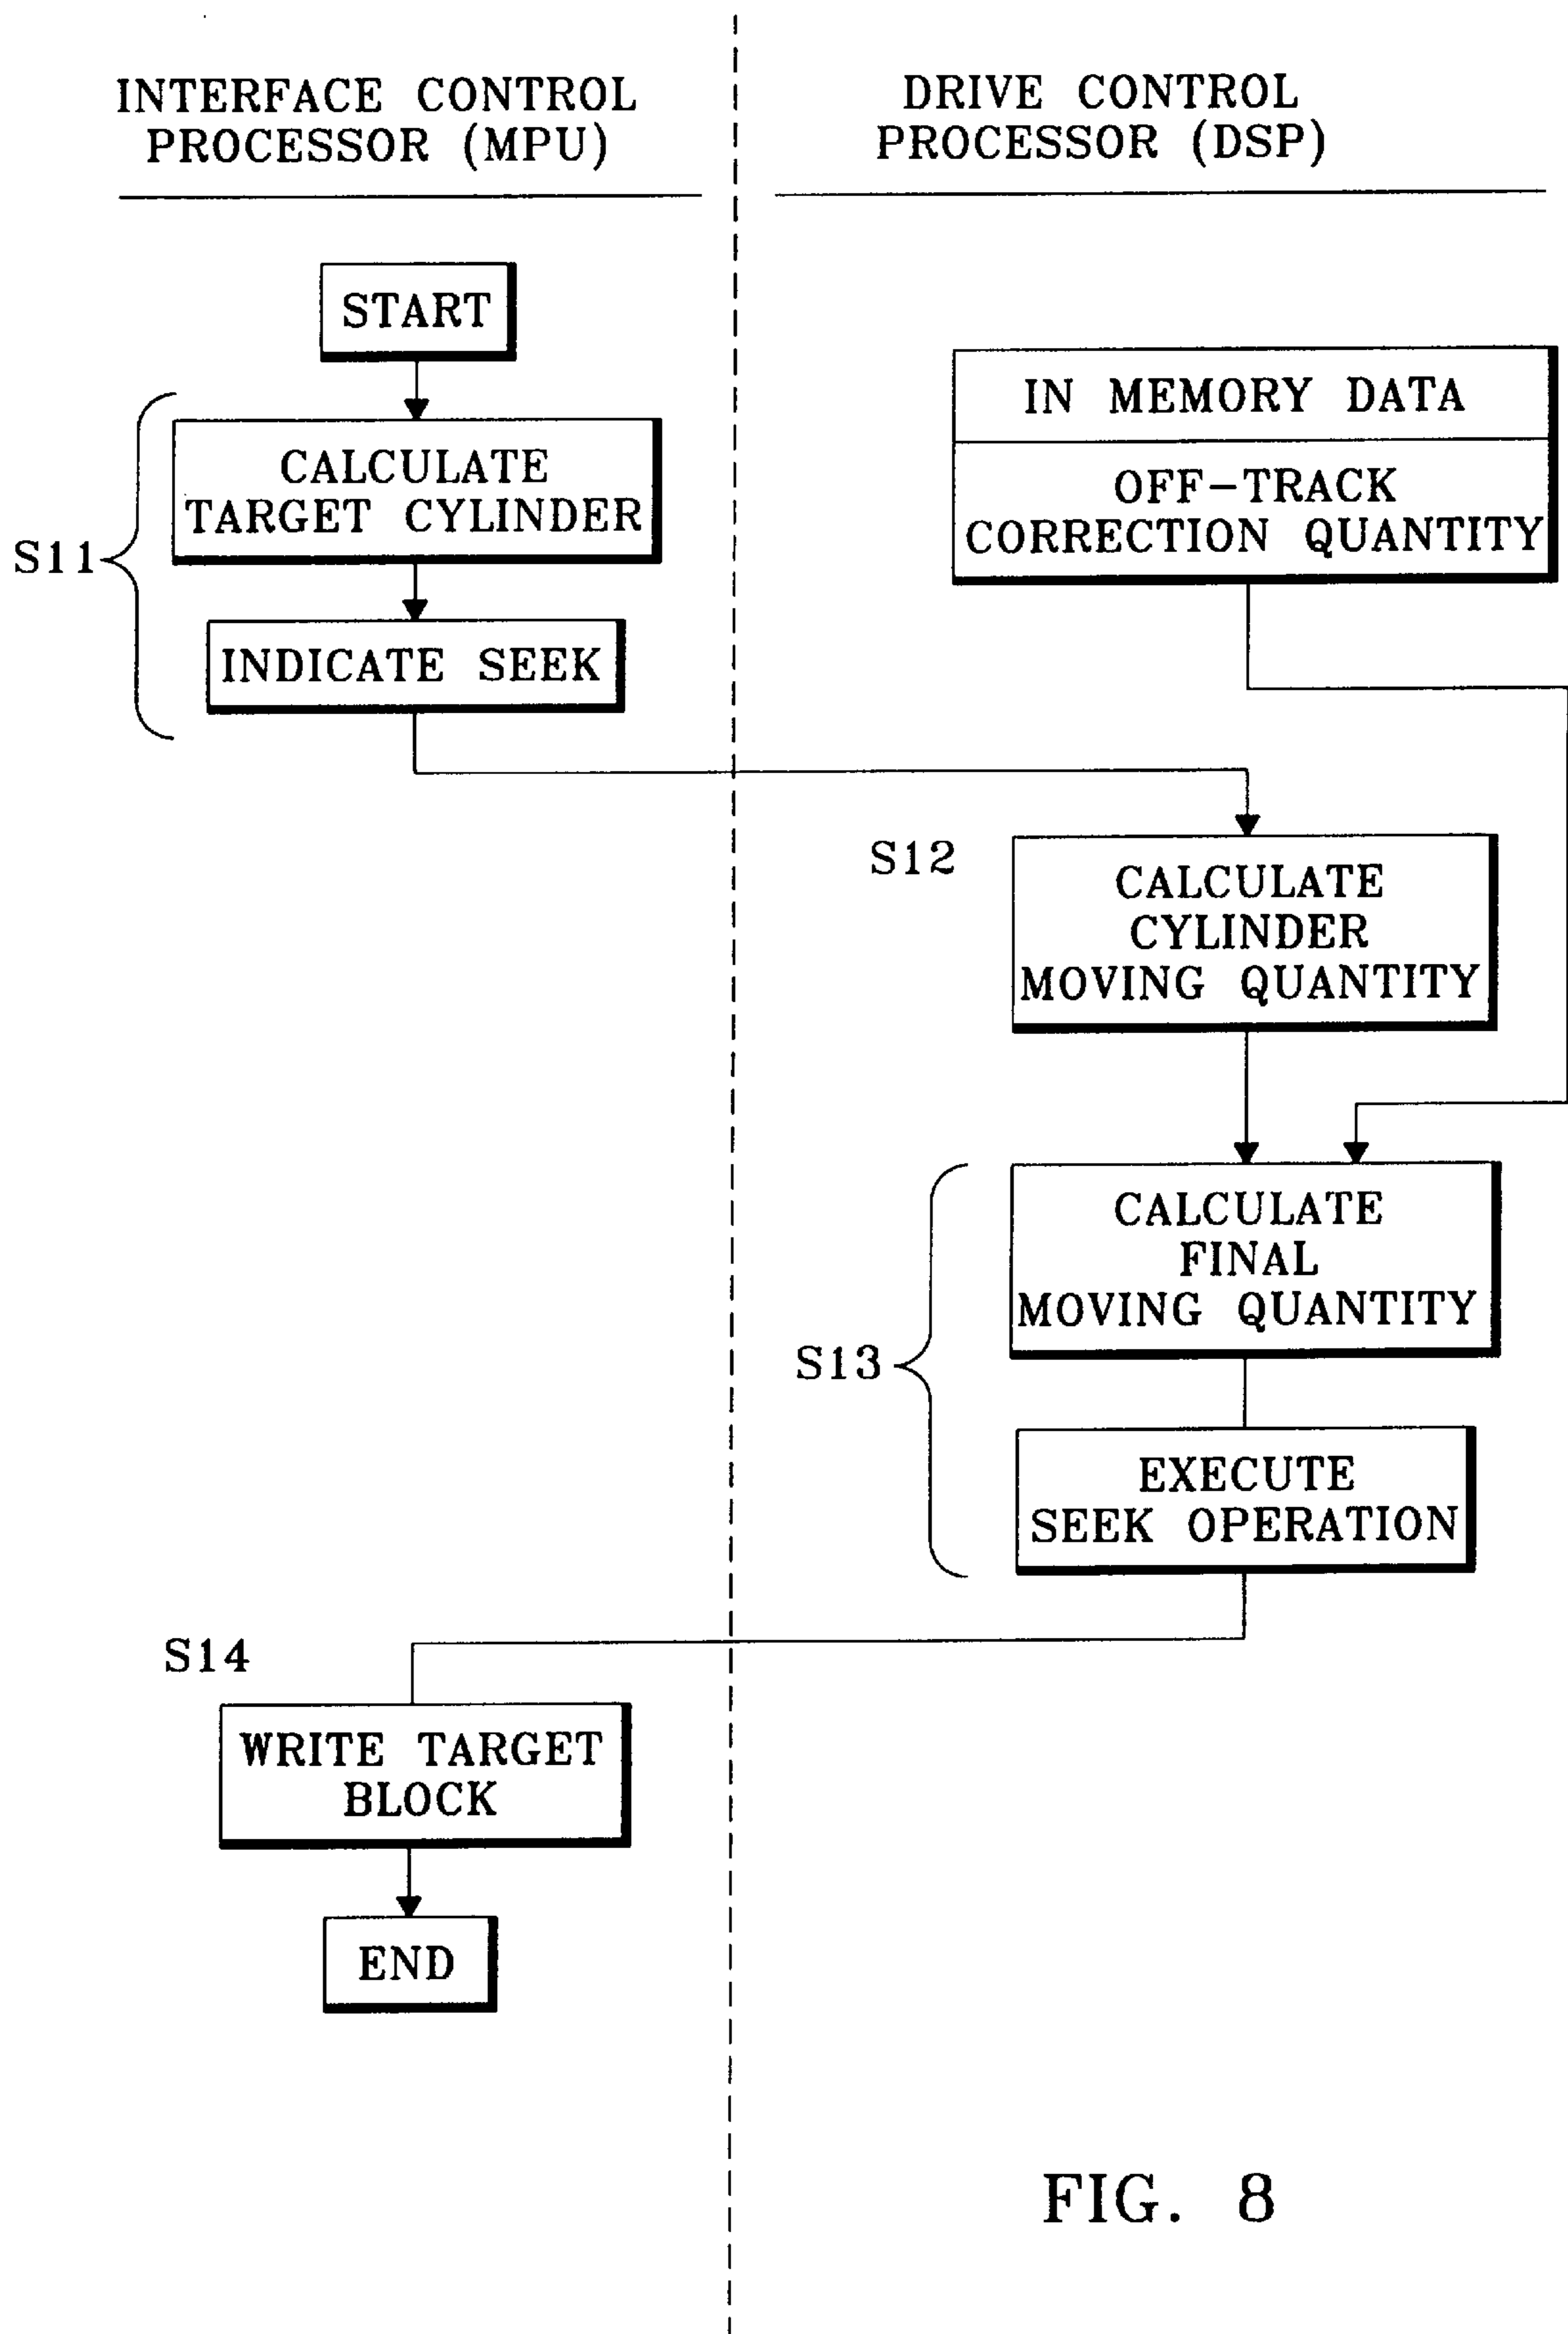 INTERFACE CONTROL
PROCESSOR (MPU)
DRIVE CONTROL
PROCESSOR (DSP)
START
IN MEMORY DATA
OFF-TRACK
CORRECTION QUANTITY
S11
CALCULATE
TARGET CYLINDER
INDICATE SEEK
S12
CALCULATE
CYLINDER
MOVING QUANTITY
S13
CALCULATE
FINAL
MOVING QUANTITY
EXECUTE
SEEK OPERATION
S14
WRITE TARGET
BLOCK
END
FIG. 8